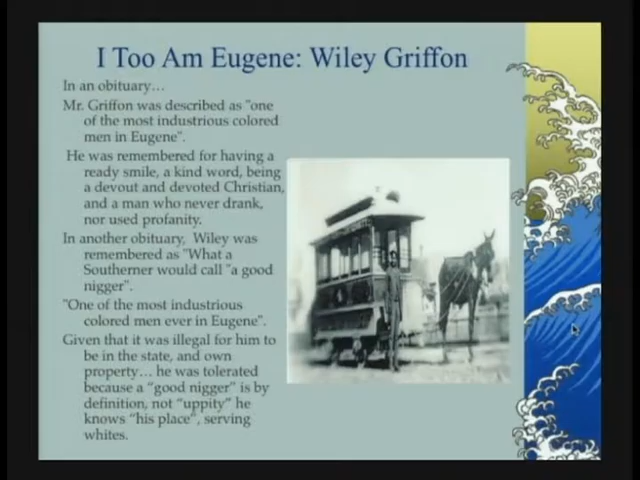 I Too Am Eugene: Wiley Griffon
In an obituary…
Mr. Griffon was described as "one
of the most industrious colored
men in Eugene".
He was remembered for having a
ready smile, a kind word, being
a devout and devoted Christian,
and a man who never drank,
nor used profanity.
In another obituary, Wiley was
remembered as "What a
Southerner would call "a good
nigger".
"One of the most industrious
colored men ever in Eugene".
Given that it was illegal for him to
be in the state, and own
property… he was tolerated
because a "good nigger" is by
definition, not "uppity" he
knows "his place", serving
whites.